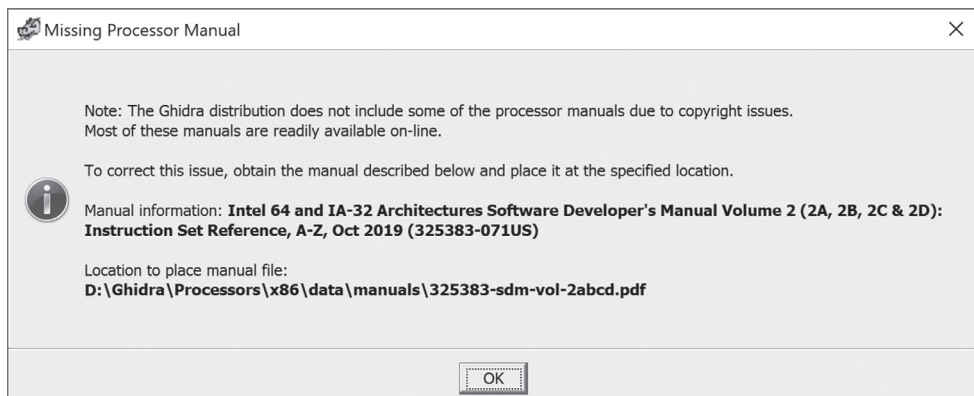 Missing Processor Manual
Note: The Ghidra distribution does not include some of the processor manuals due to copyright issues.
Most of these manuals are readily available on-line.
To correct this issue, obtain the manual described below and place it at the specified location.
Manual information: Intel 64 and IA-32 Architectures Software Developer's Manual Volume 2 (2A, 2B, 2C & 2D):
Instruction Set Reference, A-Z, Oct 2019 (325383-071US)
Location to place manual file:
D:\Ghidra\Processors\x86\data\manuals\325383-sdm-vol-2abcd.pdf
OK